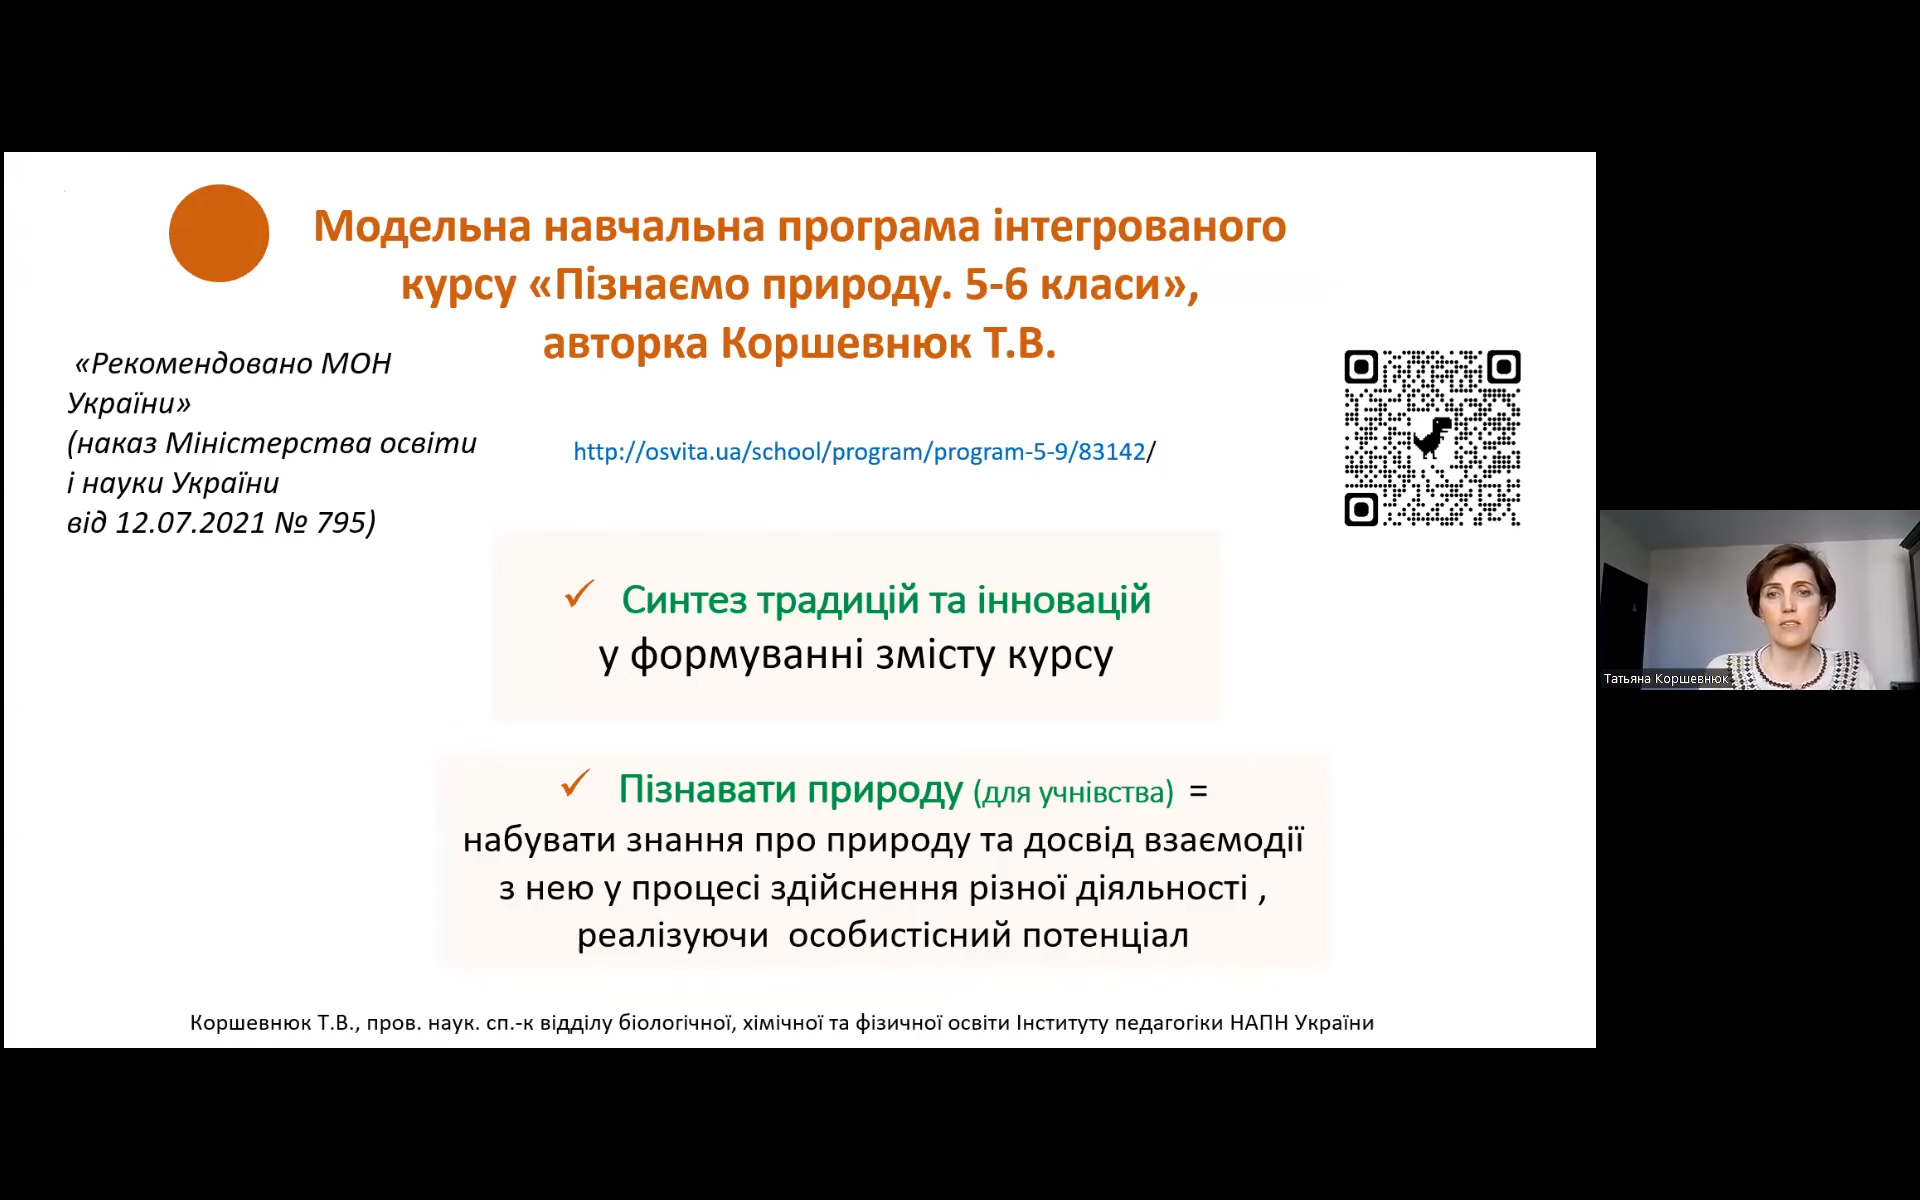 Модельна навчальна програма інтегрованого
курсу «Пізнаємо природу. 5-6 класи»,
авторка Коршевнюк Т.В.
«Рекомендовано МОН
України»
(наказ Міністерства освіти
і науки України
від 12.07.2021 № 795)
http://osvita.ua/school/program/program-5-9/83142/
✓ Синтез традицій та інновацій
у формуванні змісту курсу
✓ Пізнавати природу (для учнівства) =
набувати знання про природу та досвід взаємодії
з нею у процесі здійснення різної діяльності ,
реалізуючи особистісний потенціал
Коршевнюк Т.В., пров. наук. сп.-к відділу біологічної, хімічної та фізичної освіти Інституту педагогіки НАПН України
Татьяна Коршевнюк